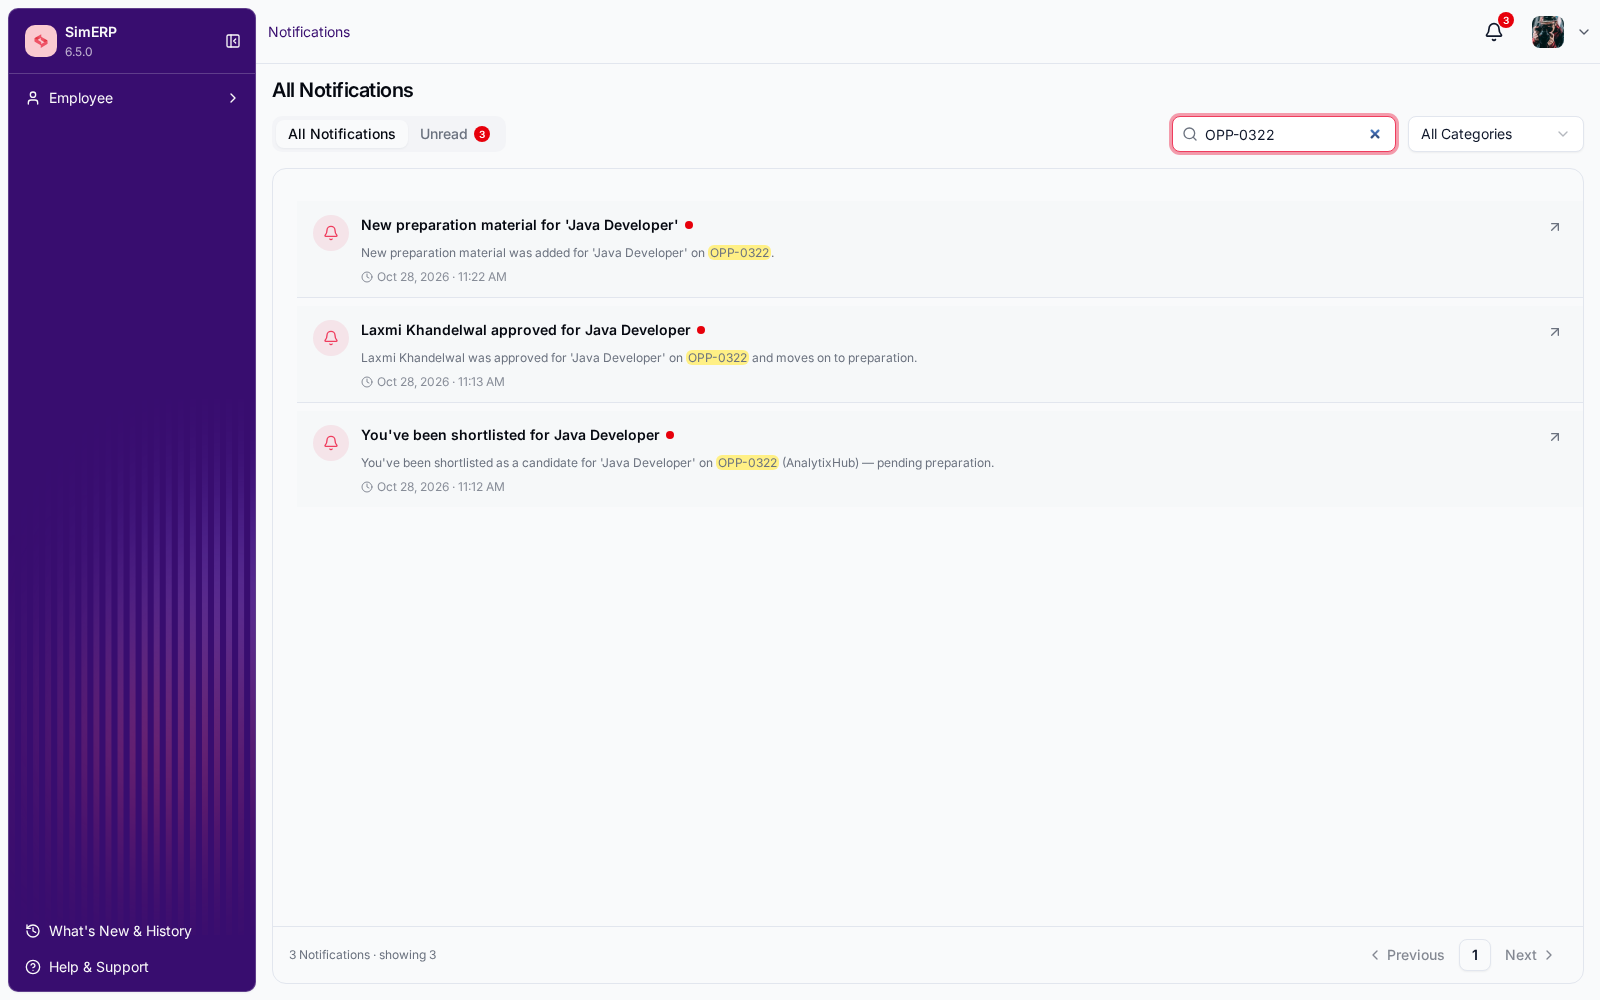 SimERP
6.5.0
Employee
What's New & History
Help & Support
Notifications
3
All Notifications
All Notifications
Unread 3
OPP-0322
All Categories
New preparation material for 'Java Developer'
New preparation material was added for 'Java Developer' on OPP-0322.
Oct 28, 2026 · 11:22 AM
Laxmi Khandelwal approved for Java Developer
Laxmi Khandelwal was approved for 'Java Developer' on OPP-0322 and moves on to preparation.
Oct 28, 2026 · 11:13 AM
You've been shortlisted for Java Developer
You've been shortlisted as a candidate for 'Java Developer' on OPP-0322 (AnalytixHub) — pending preparation.
Oct 28, 2026 · 11:12 AM
3 Notifications · showing 3
Previous 1 Next